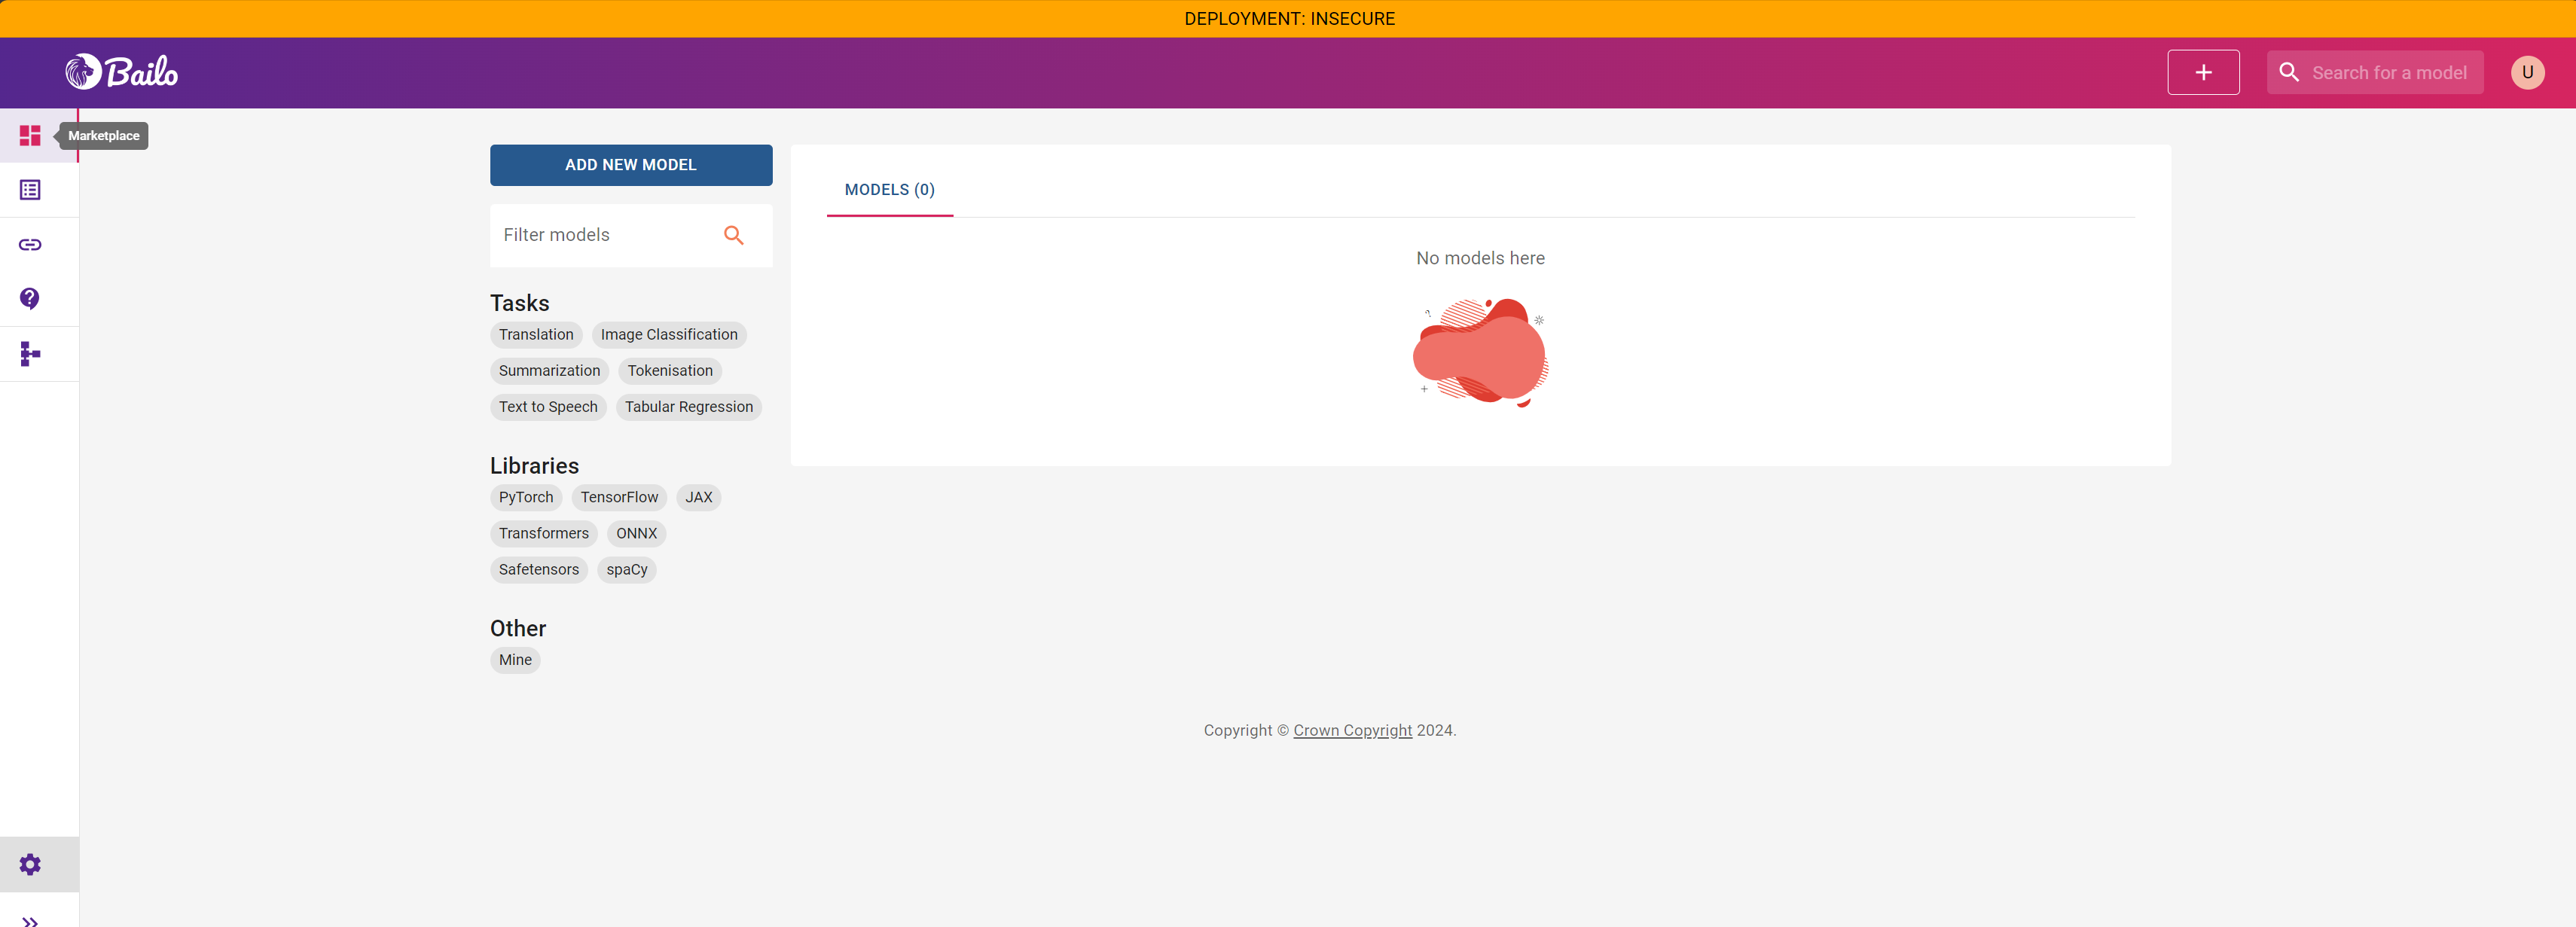 DEPLOYMENT: INSECURE
Bailo
+
Search for a model
U
Marketplace
ADD NEW MODEL
Filter models
Tasks
Translation Image Classification
Summarization Tokenisation
Text to Speech Tabular Regression
Libraries
PyTorch TensorFlow JAX
Transformers ONNX
Safetensors spaCy
Other
Mine
MODELS (0)
No models here
Copyright © Crown Copyright 2024.